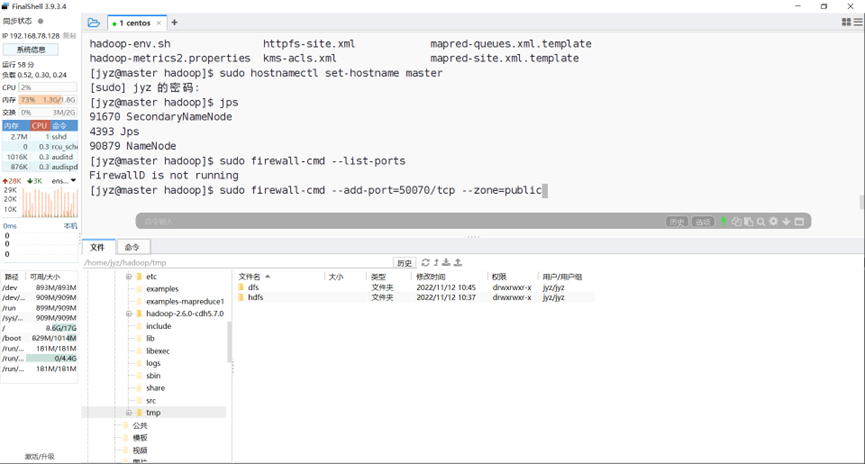 FinalShell 3.9.3.4
同步状态
IP 192.168.78.128 复制
系统信息
运行 58 分
负载 0.52, 0.30, 0.24
CPU 2%
内存 73% 1.3G/1.8G
交换 0% 3M/2G
内存 CPU 命令
2.7M 1 sshd
0 0.3 rcu_sche
1016K 0.3 auditd
876K 0.3 audispd
28K 3K ens...
29K
20K
10K
0ms 本机
0
0
0
路径 可用/大小
/dev 893M/893M
/dev/... 909M/909M
/run 899M/909M
/sys/... 909M/909M
/ 8.6G/17G
/boot 829M/1014M
/run/... 181M/181M
/run/... 0/4.4G
/run/... 181M/181M
激活/升级
1 centos
hadoop-env.sh httpfs-site.xml mapred-queues.xml.template
hadoop-metrics2.properties kms-acls.xml mapred-site.xml.template
[jyz@master hadoop]$ sudo hostnamectl set-hostname master
[sudo] jyz 的密码:
[jyz@master hadoop]$ jps
91670 SecondaryNameNode
4393 Jps
90879 NameNode
[jyz@master hadoop]$ sudo firewall-cmd --list-ports
FirewallD is not running
[jyz@master hadoop]$ sudo firewall-cmd --add-port=50070/tcp --zone=public
命令输入 历史 选项
文件 命令
/home/jyz/hadoop/tmp 历史
etc
examples
examples-mapreduce1
hadoop-2.6.0-cdh5.7.0
include
lib
libexec
logs
sbin
share
src
tmp
公共
模板
视频
文件名 大小 类型 修改时间 权限 用户/用户组
dfs 文件夹 2022/11/12 10:45 drwxrwxr-x jyz/jyz
hdfs 文件夹 2022/11/12 10:37 drwxrwxr-x jyz/jyz